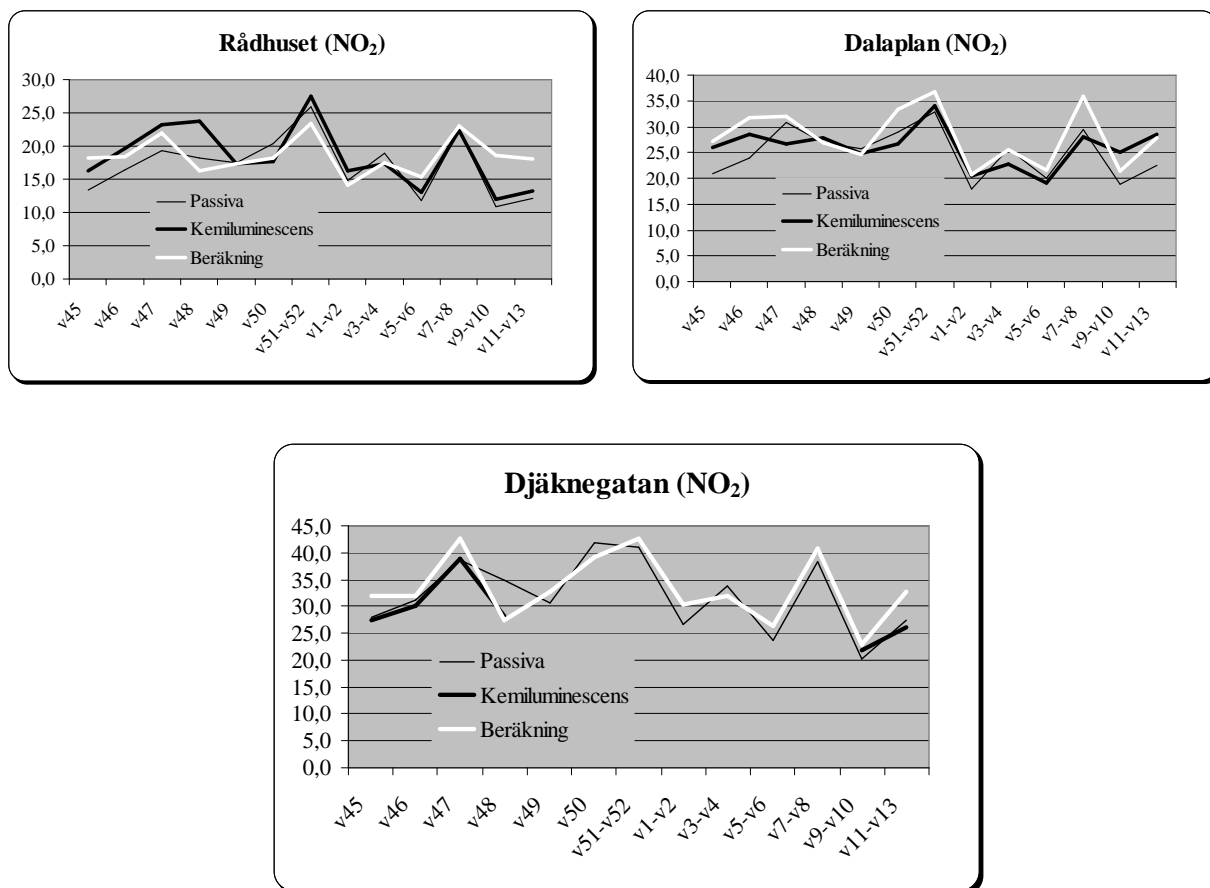 Rådhuset (NO₂)
30,0
25,0
20,0
15,0
10,0
5,0
0,0
Passiva
Kemiluminescens
Beräkning
v45
v46
v47
v48
v49
v50
v51-v52
v1-v2
v3-v4
v5-v6
v7-v8
v9-v10
v11-v13
Dalaplan (NO₂)
40,0
35,0
30,0
25,0
20,0
15,0
10,0
5,0
0,0
Passiva
Kemiluminescens
Beräkning
v45
v46
v47
v48
v49
v50
v51-v52
v1-v2
v3-v4
v5-v6
v7-v8
v9-v10
v11-v13
Djäknegatan (NO₂)
45,0
40,0
35,0
30,0
25,0
20,0
15,0
10,0
5,0
0,0
Passiva
Kemiluminescens
Beräkning
v45
v46
v47
v48
v49
v50
v51-v52
v1-v2
v3-v4
v5-v6
v7-v8
v9-v10
v11-v13